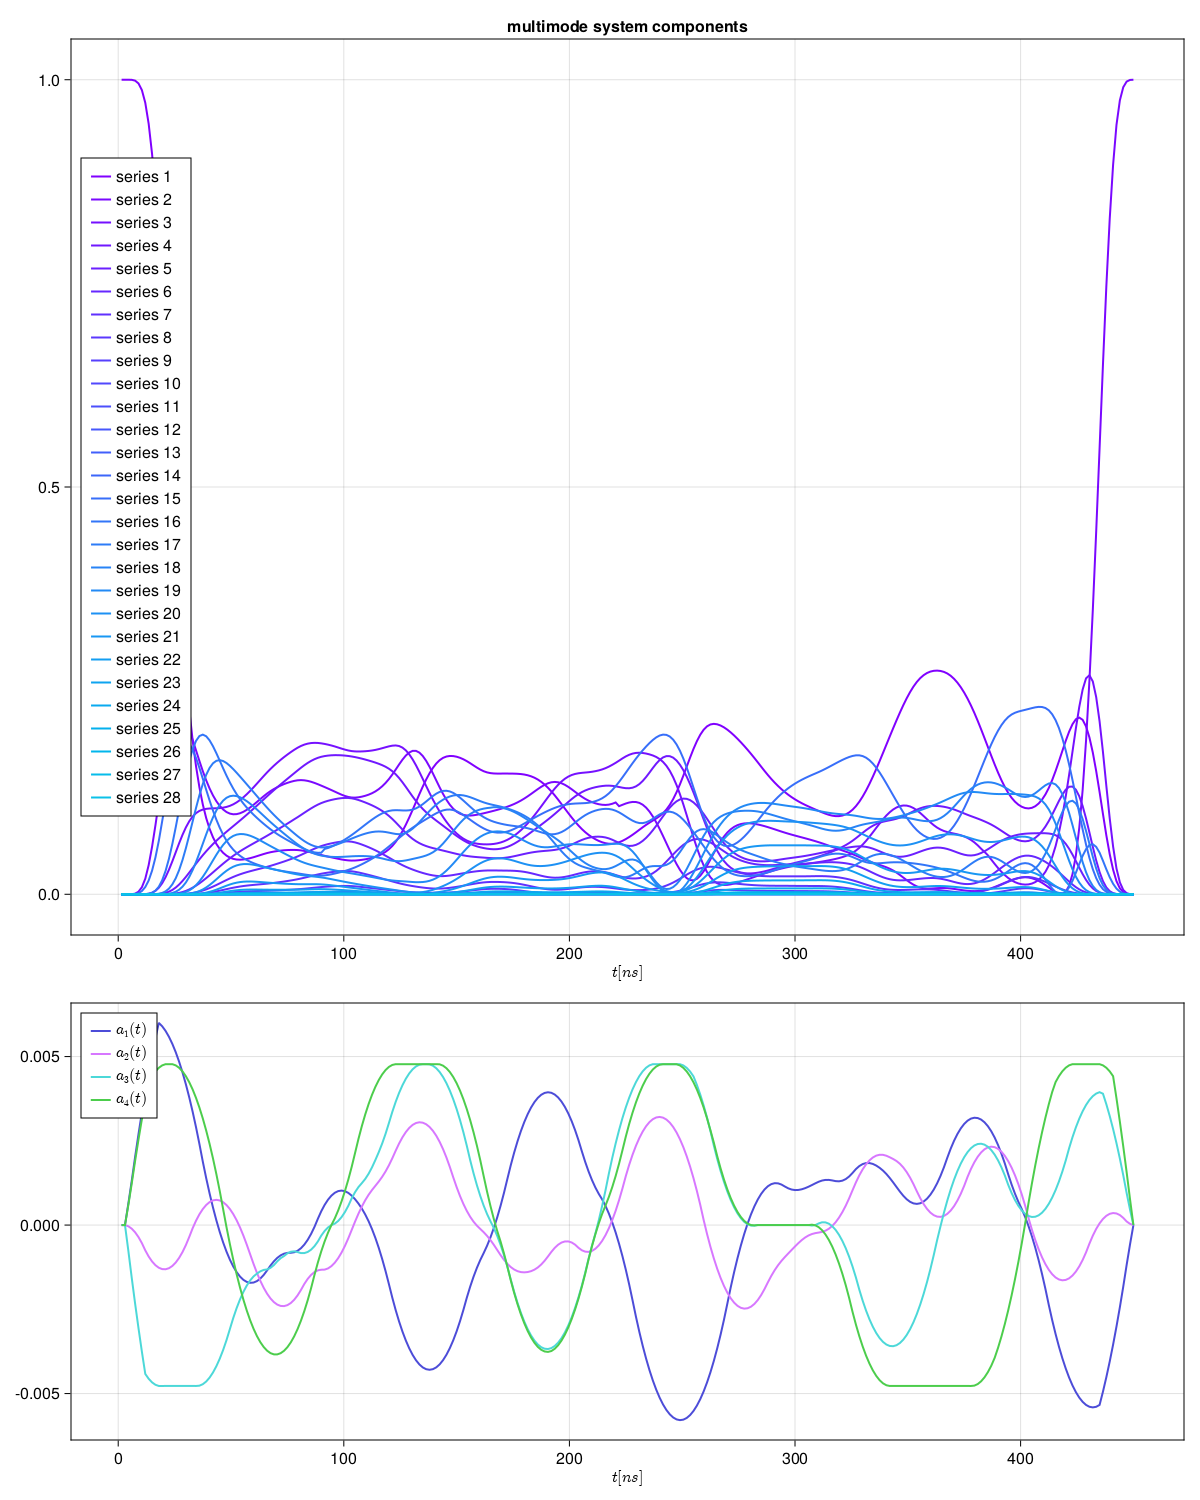 multimode system components
1.0
0.5
0.0
series 1
series 2
series 3
series 4
series 5
series 6
series 7
series 8
series 9
series 10
series 11
series 12
series 13
series 14
series 15
series 16
series 17
series 18
series 19
series 20
series 21
series 22
series 23
series 24
series 25
series 26
series 27
series 28
0 100 200 300 400
t[ns]
0.005
0.000
-0.005
a₁(t)
a₂(t)
a₃(t)
a₄(t)
0 100 200 300 400
t[ns]